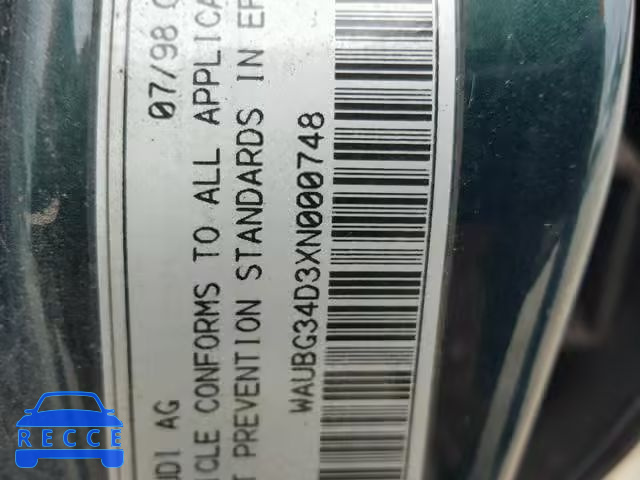 07/98
UDI AG
ICLE CONFORMS TO ALL APPLICA
T PREVENTION STANDARDS IN EF
WAUBG34D3XN000748
RECCE